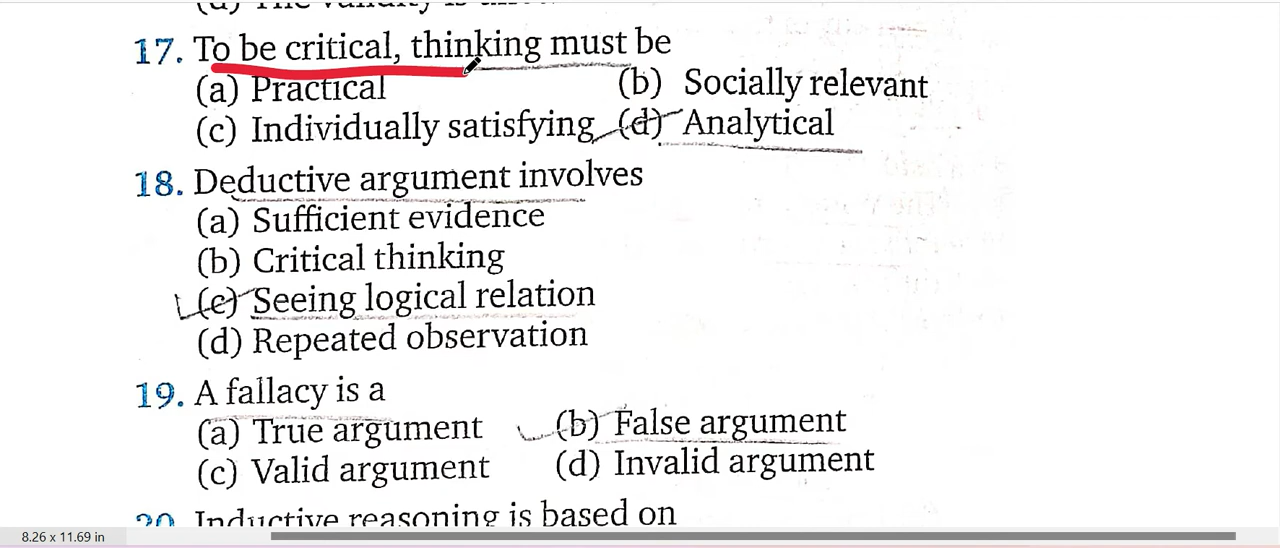 17. To be critical, thinking must be
(a) Practical (b) Socially relevant
(c) Individually satisfying (d) Analytical
18. Deductive argument involves
(a) Sufficient evidence
(b) Critical thinking
(c) Seeing logical relation
(d) Repeated observation
19. A fallacy is a
(a) True argument (b) False argument
(c) Valid argument (d) Invalid argument
20. Inductive reasoning is based on
8.26 x 11.69 in